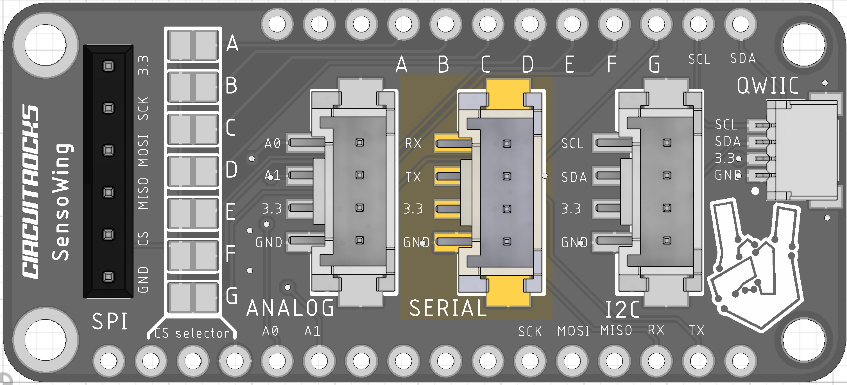 A B C D E F G SCL SDA
QWIIC
SCL
SDA
3.3
GND
3.3
SCK
MOSI
MISO
CS
GND
SPI
A
B
C
D
E
F
G
CS selector
CIRCUITROCKS
SensoWing
A0
A1
3.3
GND
ANALOG
RX
TX
3.3
GND
SERIAL
SCL
SDA
3.3
GND
I2C
A0 A1 SCK MOSI MISO RX TX